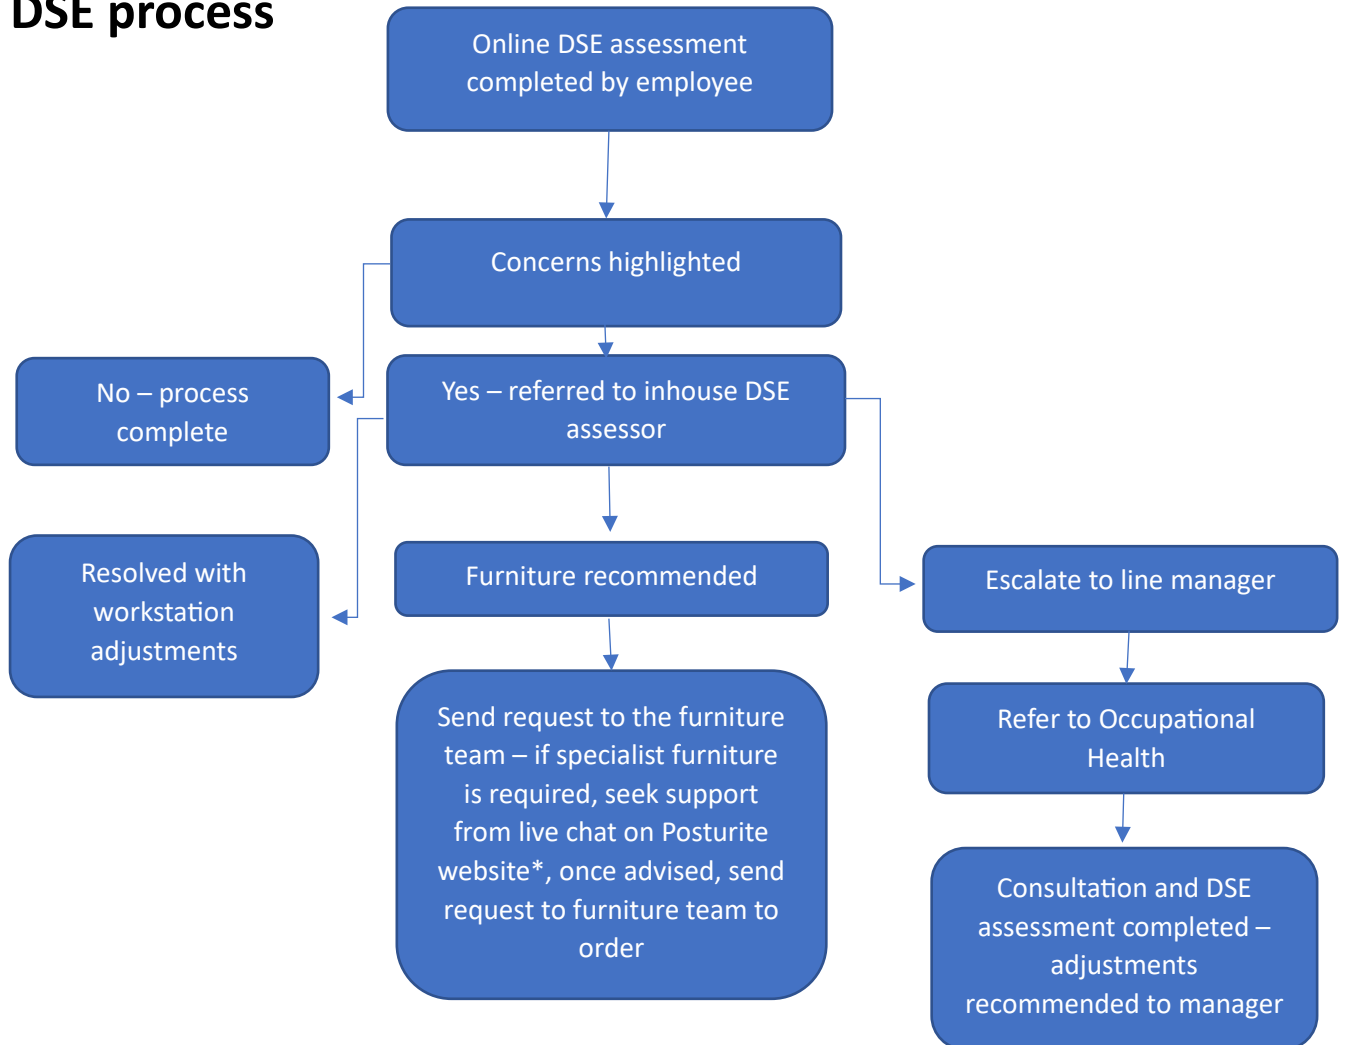 DSE process
Online DSE assessment
completed by employee
Concerns highlighted
No – process
complete
Yes – referred to inhouse DSE
assessor
Resolved with
workstation
adjustments
Furniture recommended
Escalate to line manager
Send request to the furniture
team – if specialist furniture
is required, seek support
from live chat on Posturite
website*, once advised, send
request to furniture team to
order
Refer to Occupational
Health
Consultation and DSE
assessment completed –
adjustments
recommended to manager